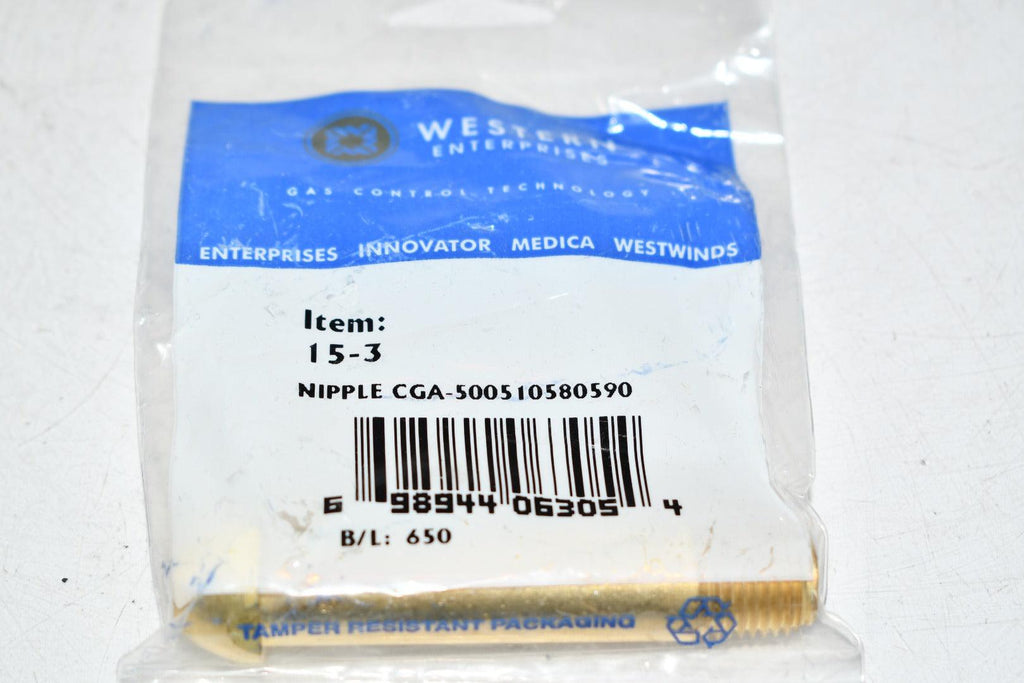 WESTERN
ENTERPRISES
GAS CONTROL TECHNOLOGY
ENTERPRISES INNOVATOR MEDICA WESTWINDS
Item:
15-3
NIPPLE CGA-500510580590
6 98944 06305 4
B/L: 650
TAMPER RESISTANT PACKAGING